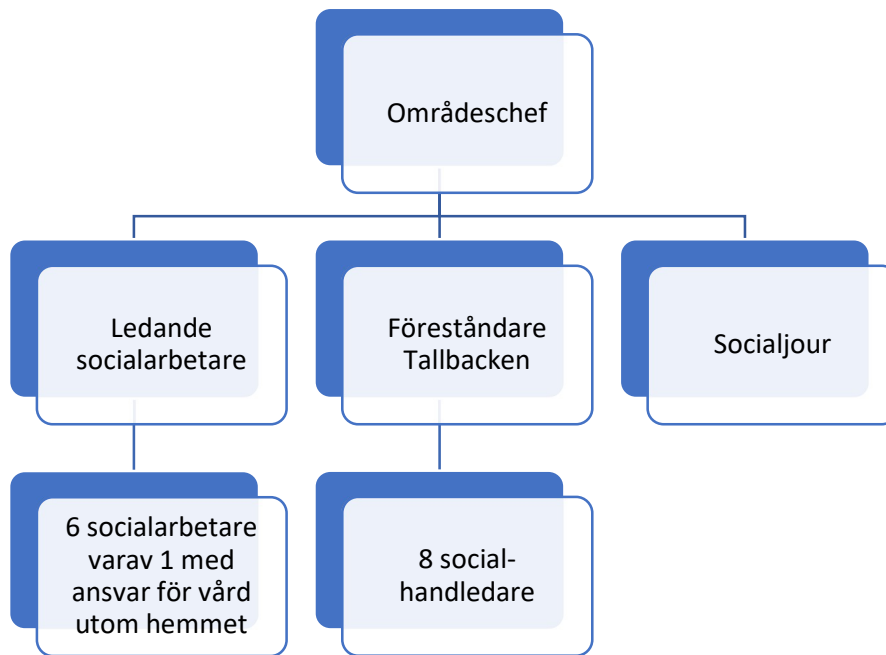 Områdeschef
Ledande
socialarbetare
Föreståndare
Tallbacken
Socialjour
6 socialarbetare
varav 1 med
ansvar för vård
utom hemmet
8 social-
handledare